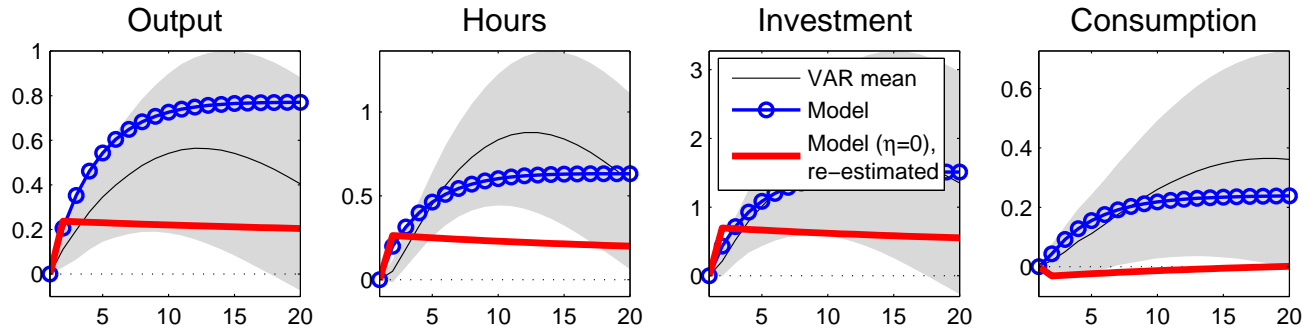 Output
Hours
Investment
Consumption
1
0.8
0.6
0.4
0.2
0
5 10 15 20
1
0.5
0
5 10 15 20
3
2
1
0
5 10 15 20
VAR mean
Model
Model (η=0),
re−estimated
0.6
0.4
0.2
0
5 10 15 20